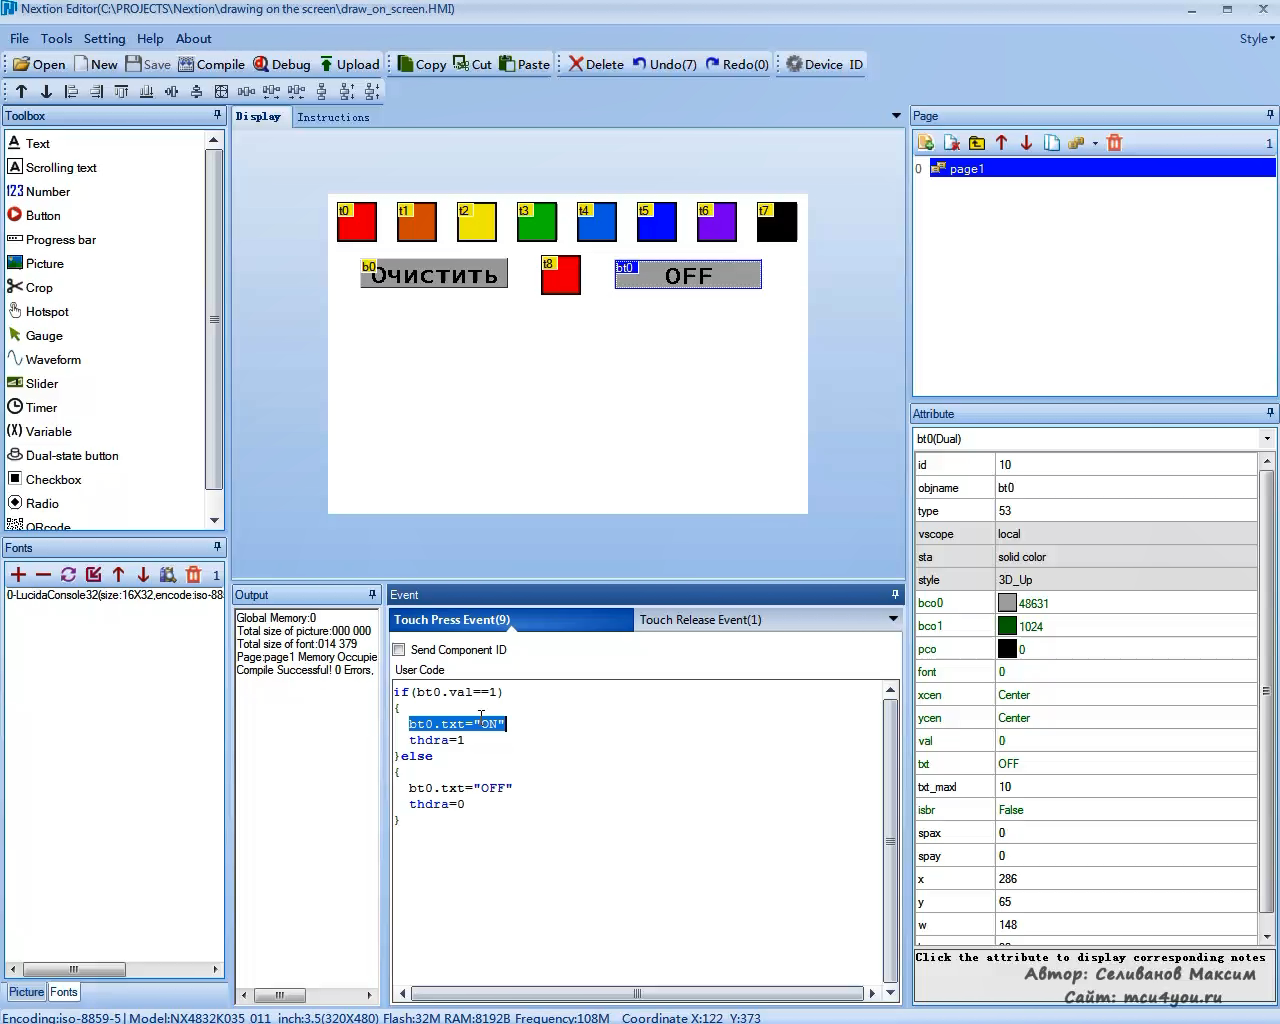 Nextion Editor(C:\PROJECTS\Nextion\drawing on the screen\draw_on_screen.HMI)
File Tools Setting Help About Style
Open New Save Compile Debug Upload Copy Cut Paste Delete Undo(7) Redo(0) Device ID
Toolbox
Text
Scrolling text
123 Number
Button
Progress bar
Picture
Crop
Hotspot
Gauge
Waveform
Slider
Timer
(X) Variable
Dual-state button
Checkbox
Radio
QRcode
Fonts
1
0-LucidaConsole32(size:16X32,encode:iso-88
Picture Fonts
Display Instructions
t0 t1 t2 t3 t4 t5 t6 t7
b0 ОЧИСТИТЬ t8 bt0 OFF
Output
Global Memory:0
Total size of picture:000 000
Total size of font:014 379
Page:page1 Memory Occupie
Compile Successful! 0 Errors,
Event
Touch Press Event(9) Touch Release Event(1)
Send Component ID
User Code
if(bt0.val==1)
{
bt0.txt="ON"
thdra=1
}else
{
bt0.txt="OFF"
thdra=0
}
Page
1
0 page1
Attribute
bt0(Dual)
id 10
objname bt0
type 53
vscope local
sta solid color
style 3D_Up
bco0 48631
bco1 1024
pco 0
font 0
xcen Center
ycen Center
val 0
txt OFF
txt_maxl 10
isbr False
spax 0
spay 0
x 286
y 65
w 148
Click the attribute to display corresponding notes
Автор: Селиванов Максим
Сайт: mcu4you.ru
Encoding:iso-8859-5 Model:NX4832K035_011 inch:3.5(320X480) Flash:32M RAM:8192B Frequency:108M Coordinate X:122 Y:373